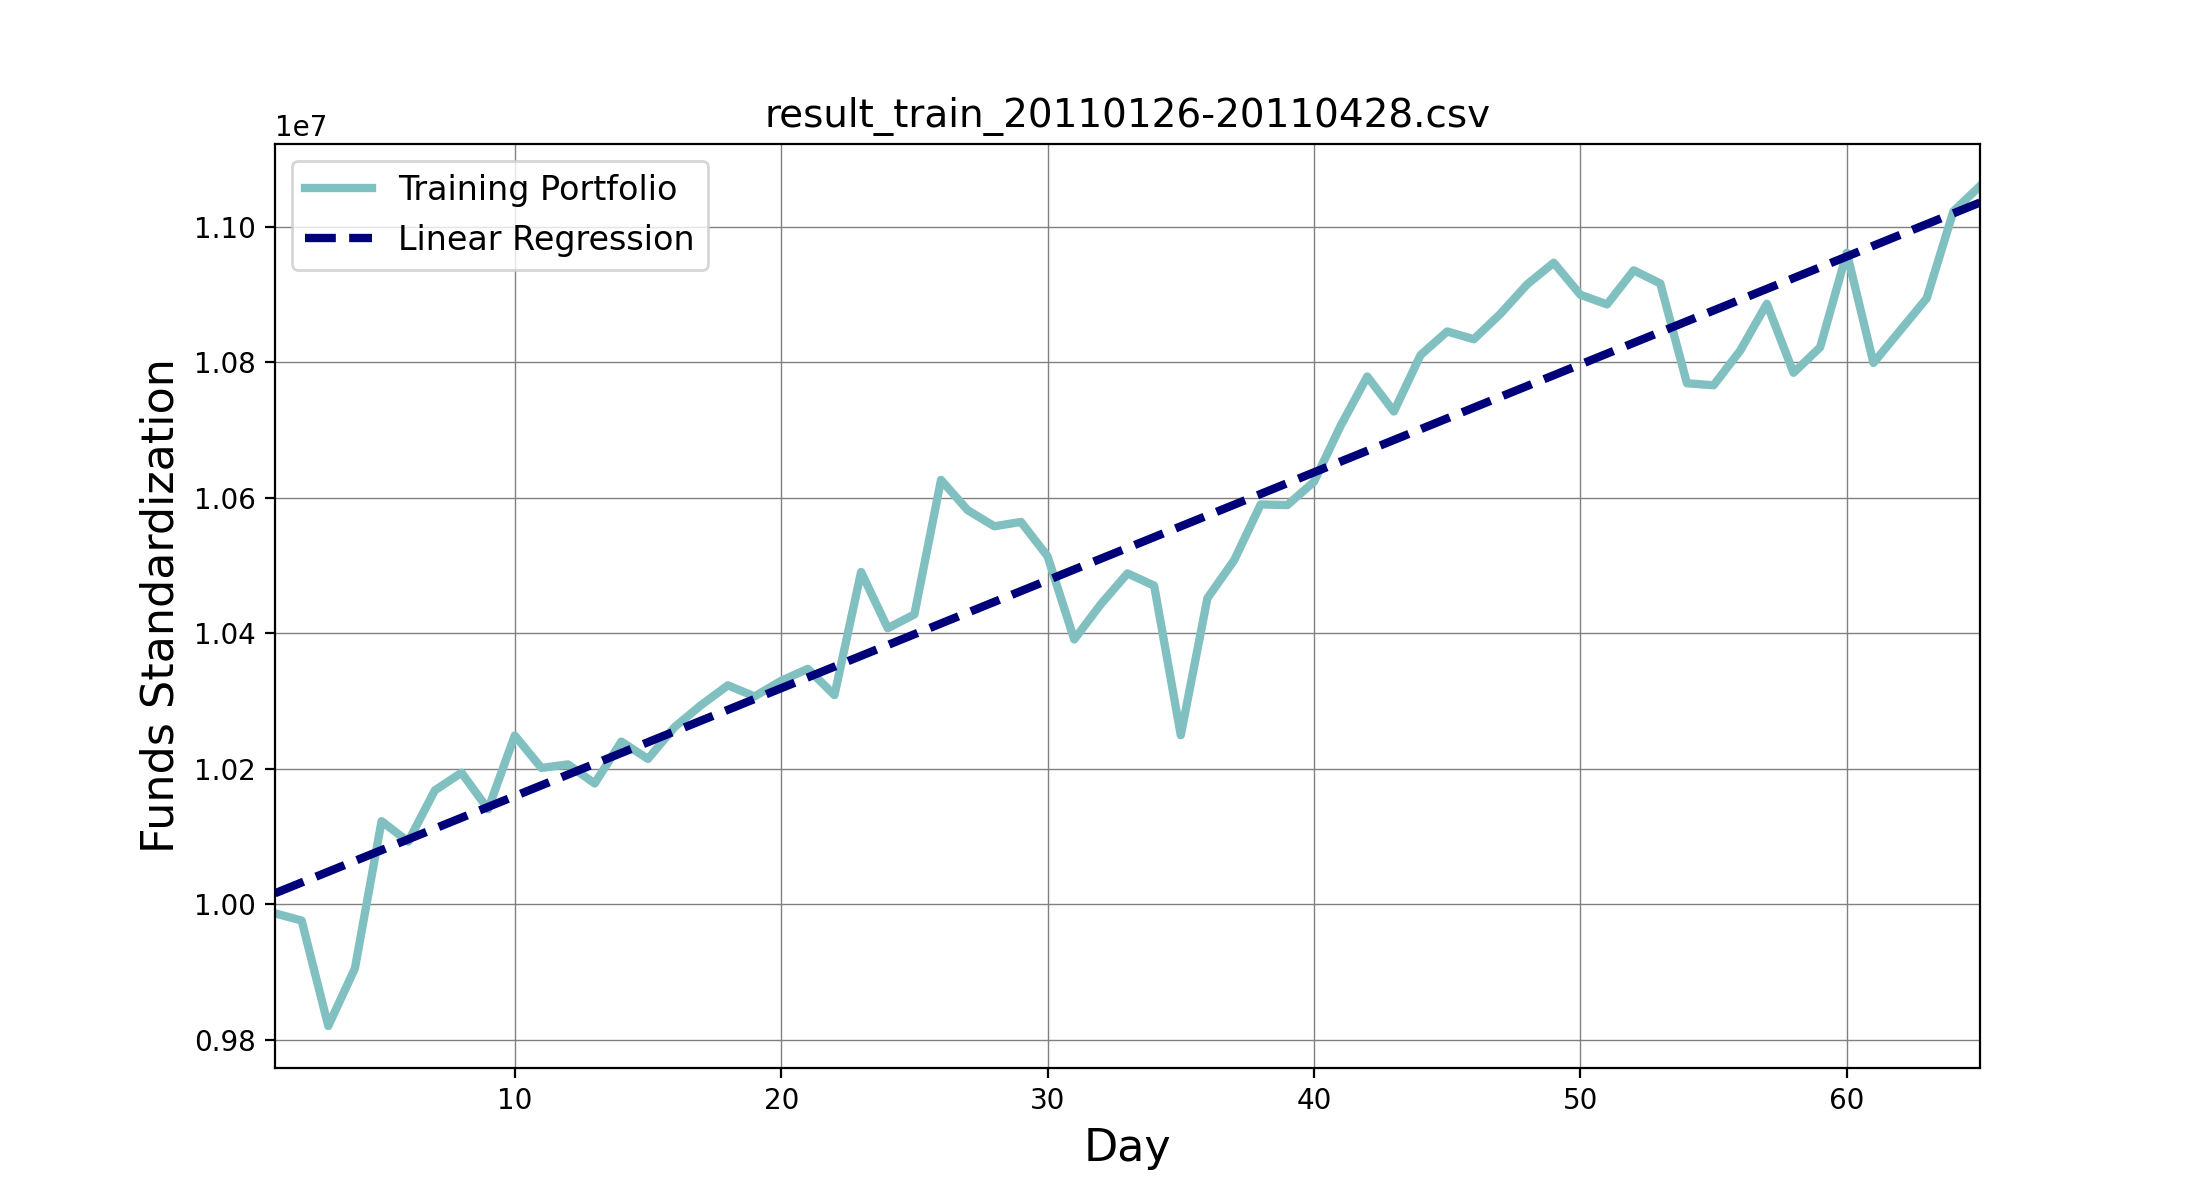 result_train_20110126-20110428.csv
1e7
Training Portfolio
Linear Regression
1.10
1.08
1.06
1.04
1.02
1.00
0.98
Funds Standardization
10 20 30 40 50 60
Day